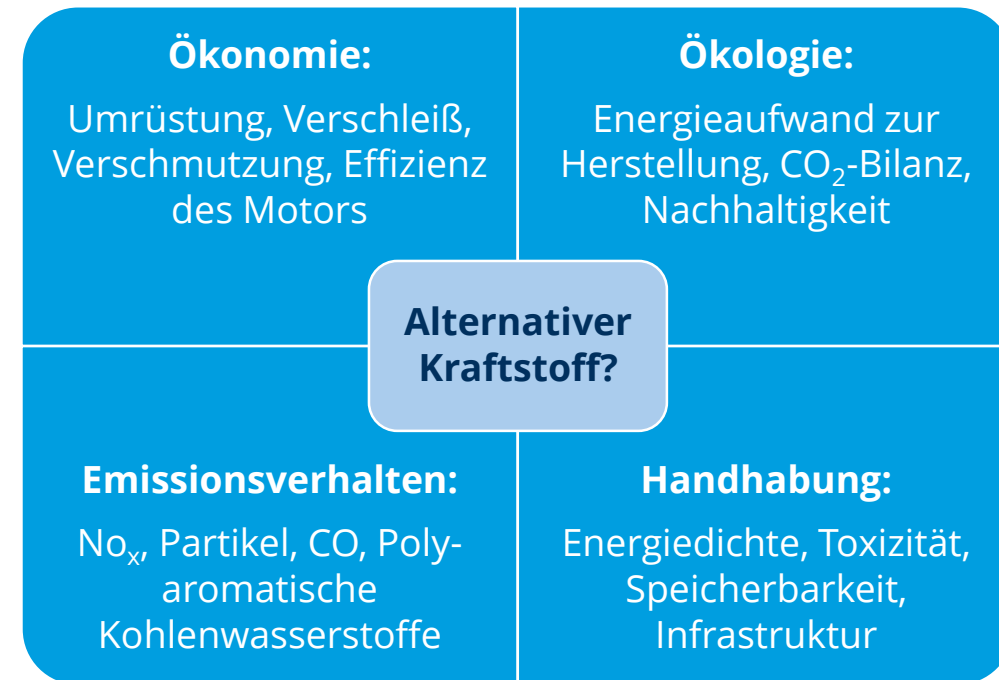 Ökonomie:
Umrüstung, Verschleiß,
Verschmutzung, Effizienz
des Motors
Ökologie:
Energieaufwand zur
Herstellung, CO₂-Bilanz,
Nachhaltigkeit
Alternativer
Kraftstoff?
Emissionsverhalten:
Noₓ, Partikel, CO, Poly-
aromatische
Kohlenwasserstoffe
Handhabung:
Energiedichte, Toxizität,
Speicherbarkeit,
Infrastruktur